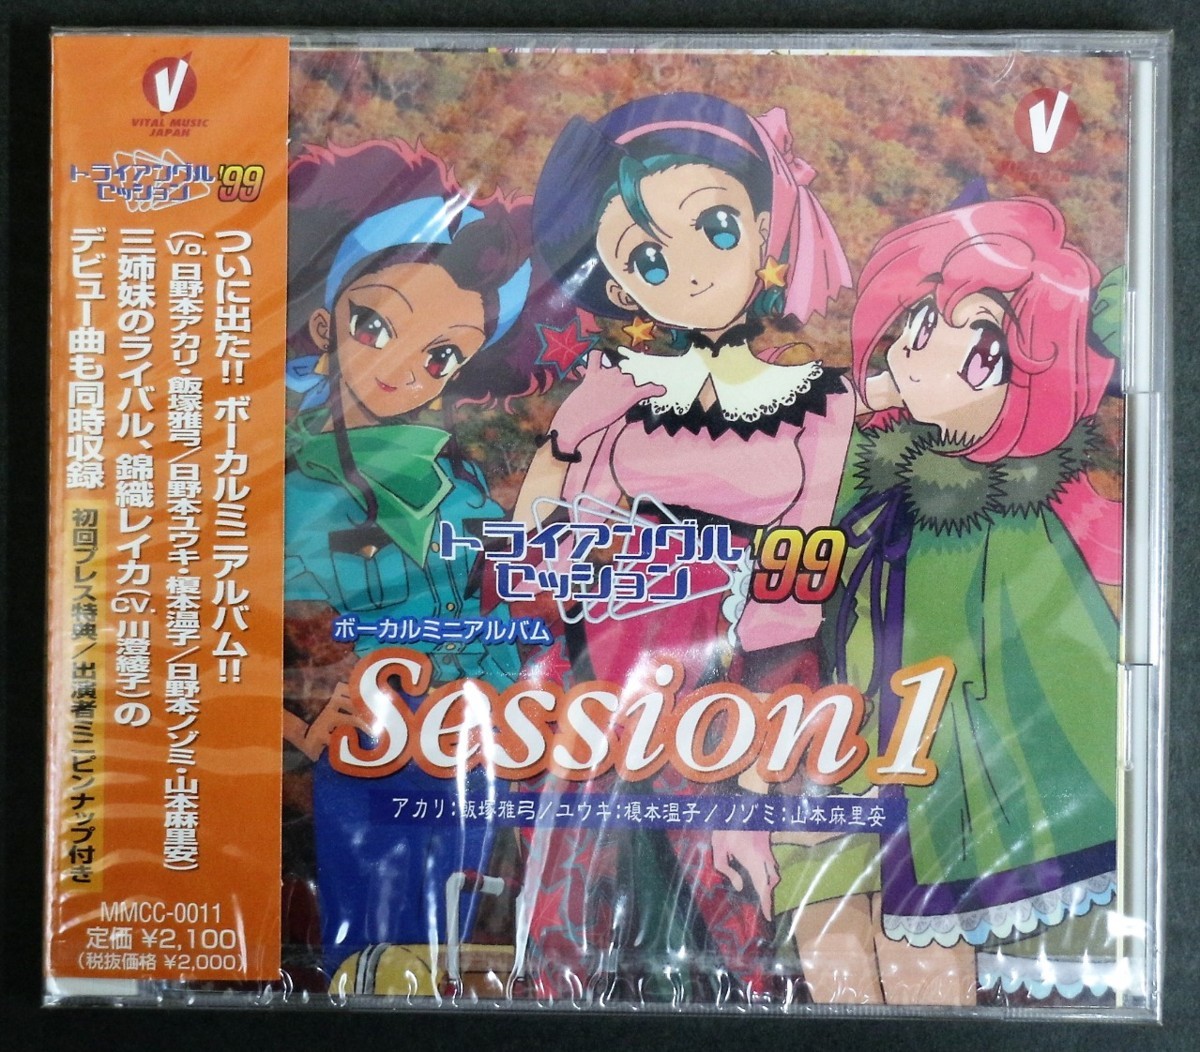 V
VITAL MUSIC
JAPAN
トライアングル
セッション
'99
ついに出た!! ボーカルミニアルバム!!
(Vo.日野本アカリ・飯塚雅弓/日野本ユウキ・榎本温子/日野本ノゾミ・山本麻里安)
三姉妹のライバル、錦織レイカ(CV.川澄綾子)の
デビュー曲も同時収録
初回プレス特典/出演者ミニピンナップ付き
MMCC-0011
定価 ¥2,100
(税抜価格 ¥2,000)
V
トライアングル
セッション
'99
ボーカルミニアルバム
Session 1
アカリ:飯塚雅弓/ユウキ:榎本温子/ノゾミ:山本麻里安